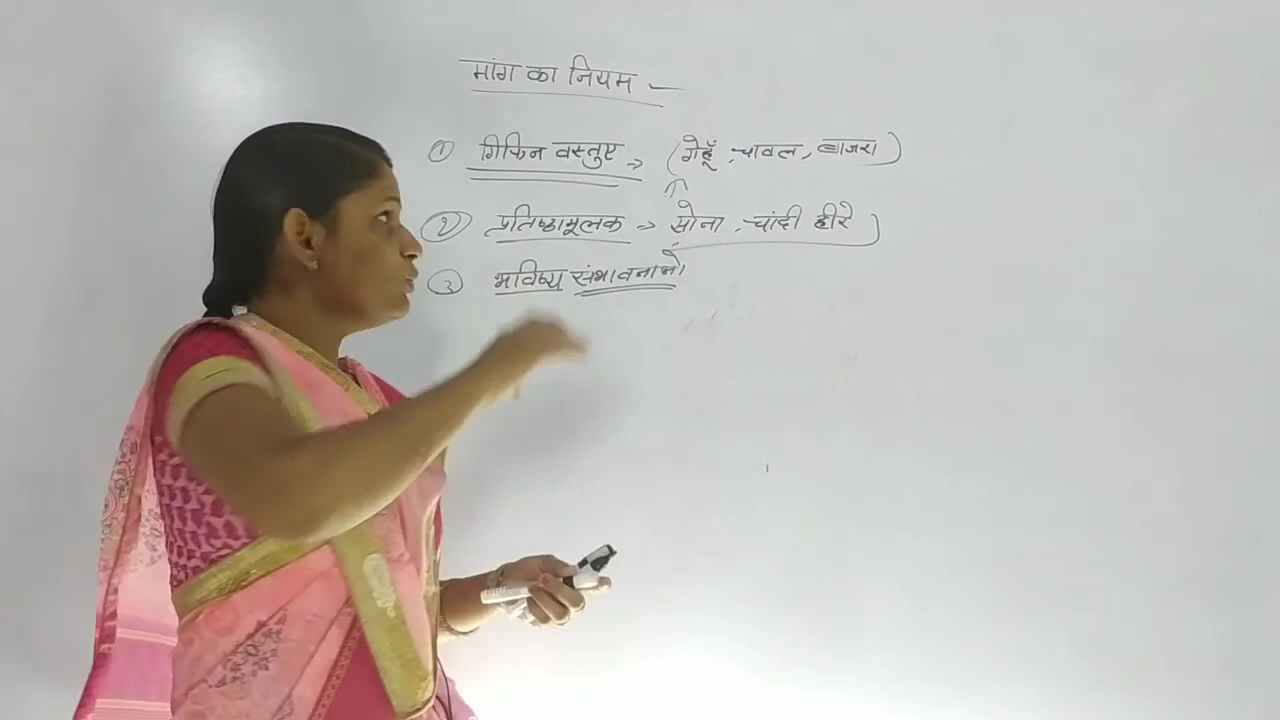 मांग का नियम —
① गिफिन वस्तुए → (गेहूँ, चावल, बाजरा)
② प्रतिष्ठामूलक → सोना, चांदी हीरे)
③ भविष्य संभावनाओ